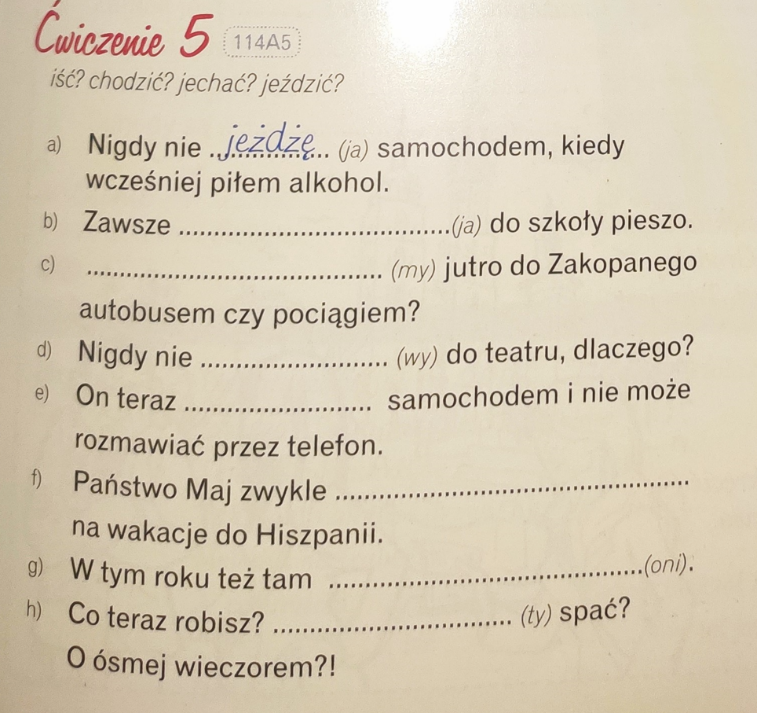 Ćwiczenie 5 114A5
iść? chodzić? jechać? jeździć?
a) Nigdy nie ..jeżdżę.. (ja) samochodem, kiedy
wcześniej piłem alkohol.
b) Zawsze ........................................(ja) do szkoły pieszo.
c) ............................................ (my) jutro do Zakopanego
autobusem czy pociągiem?
d) Nigdy nie ............................ (wy) do teatru, dlaczego?
e) On teraz ............................ samochodem i nie może
rozmawiać przez telefon.
f) Państwo Maj zwykle ....................................................
na wakacje do Hiszpanii.
g) W tym roku też tam ..............................................(oni).
h) Co teraz robisz? ................................... (ty) spać?
O ósmej wieczorem?!